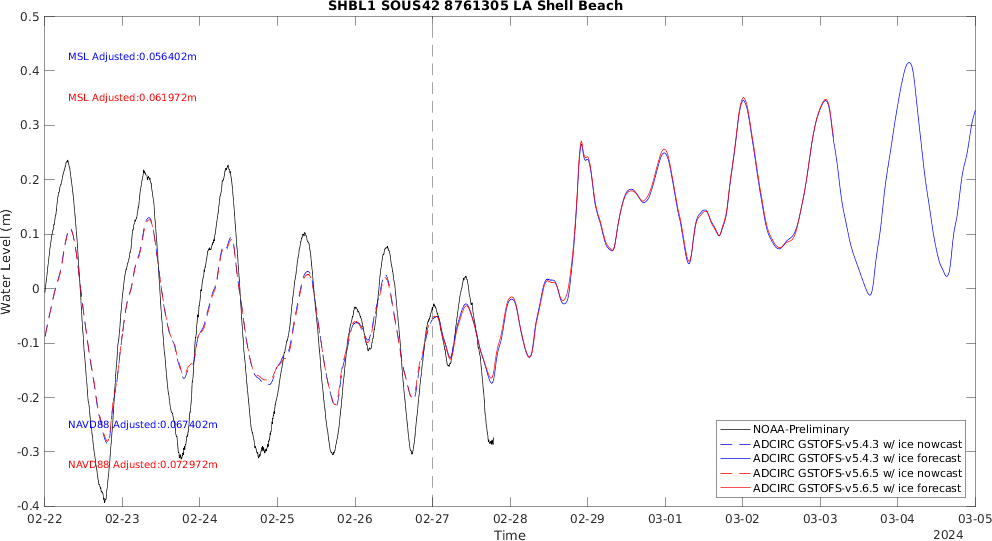 SHBL1 SOUS42 8761305 LA Shell Beach
0.5
0.4
0.3
0.2
0.1
0
-0.1
-0.2
-0.3
-0.4
Water Level (m)
MSL Adjusted:0.056402m
MSL Adjusted:0.061972m
NAVD88 Adjusted:0.067402m
NAVD88 Adjusted:0.072972m
NOAA-Preliminary
ADCIRC GSTOFS-v5.4.3 w/ ice nowcast
ADCIRC GSTOFS-v5.4.3 w/ ice forecast
ADCIRC GSTOFS-v5.6.5 w/ ice nowcast
ADCIRC GSTOFS-v5.6.5 w/ ice forecast
02-22 02-23 02-24 02-25 02-26 02-27 02-28 02-29 03-01 03-02 03-03 03-04 03-05
Time
2024